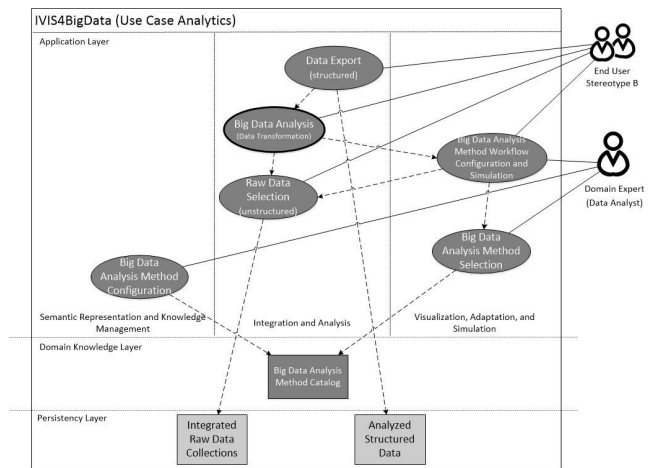 IVIS4BigData (Use Case Analytics)
Application Layer
Data Export
(structured)
End User
Stereotype B
Big Data Analysis
(Data Transformation)
Big Data Analysis
Method Workflow
Configuration and
Simulation
Raw Data
Selection
(unstructured)
Domain Expert
(Data Analyst)
Big Data
Analysis Method
Selection
Big Data
Analysis Method
Configuration
Semantic Representation and Knowledge
Management
Integration and Analysis
Visualization, Adaptation, and
Simulation
Domain Knowledge Layer
Big Data Analysis
Method Catalog
Persistency Layer
Integrated
Raw Data
Collections
Analyzed
Structured
Data